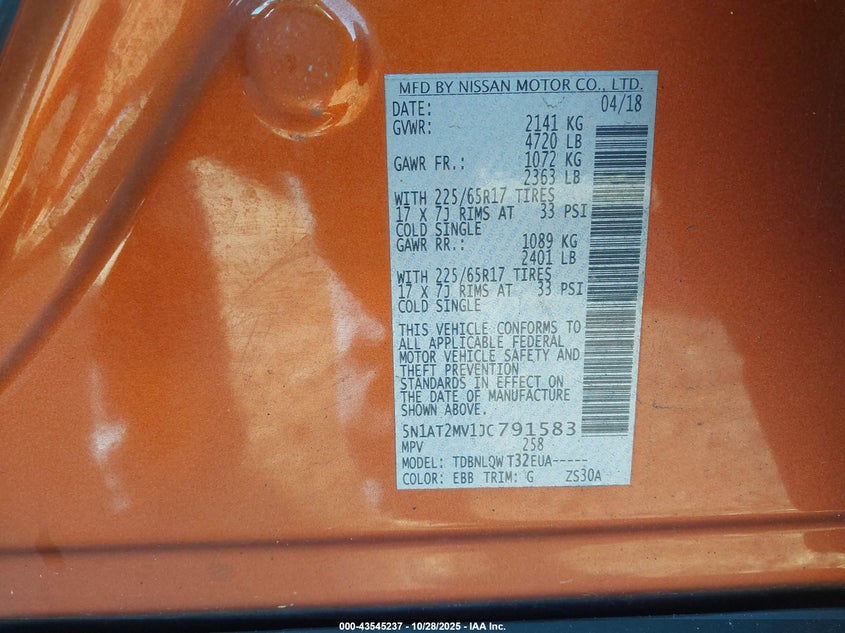 MFD BY NISSAN MOTOR CO., LTD.
DATE: 04/18
GVWR: 2141 KG
4720 LB
GAWR FR.: 1072 KG
2363 LB
WITH 225/65R17 TIRES
17 X 7J RIMS AT 33 PSI
COLD SINGLE
GAWR RR.: 1089 KG
2401 LB
WITH 225/65R17 TIRES
17 X 7J RIMS AT 33 PSI
COLD SINGLE
THIS VEHICLE CONFORMS TO
ALL APPLICABLE FEDERAL
MOTOR VEHICLE SAFETY AND
THEFT PREVENTION
STANDARDS IN EFFECT ON
THE DATE OF MANUFACTURE
SHOWN ABOVE.
5N1AT2MV1JC791583
MPV 258
MODEL: TDBNLQW T32EUA-----
COLOR: EBB TRIM: G ZS30A
000-43545237 - 10/28/2025 - IAA Inc.